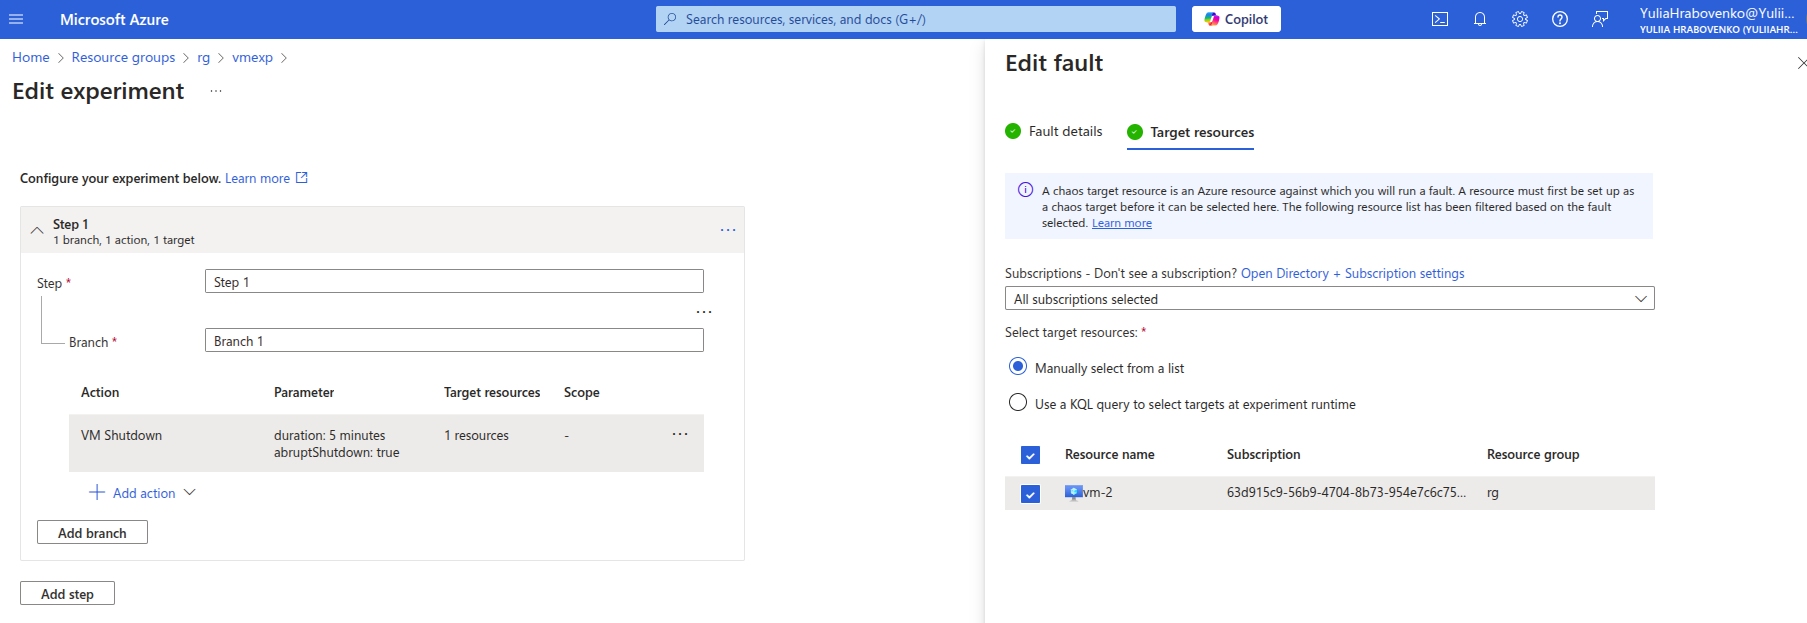 Microsoft Azure
Search resources, services, and docs (G+/)
Copilot
YuliaHrabovenko@Yulii...
YULIIA HRABOVENKO (YULIIAHR...
Home > Resource groups > rg > vmexp >
Edit experiment ...
Configure your experiment below. Learn more
Step 1
1 branch, 1 action, 1 target
Step *
Step 1
Branch *
Branch 1
Action Parameter Target resources Scope
VM Shutdown duration: 5 minutes 1 resources -
abruptShutdown: true
+ Add action
Add branch
Add step
Edit fault
Fault details Target resources
A chaos target resource is an Azure resource against which you will run a fault. A resource must first be set up as
a chaos target before it can be selected here. The following resource list has been filtered based on the fault
selected. Learn more
Subscriptions - Don't see a subscription? Open Directory + Subscription settings
All subscriptions selected
Select target resources: *
Manually select from a list
Use a KQL query to select targets at experiment runtime
Resource name Subscription Resource group
vm-2 63d915c9-56b9-4704-8b73-954e7c6c75... rg